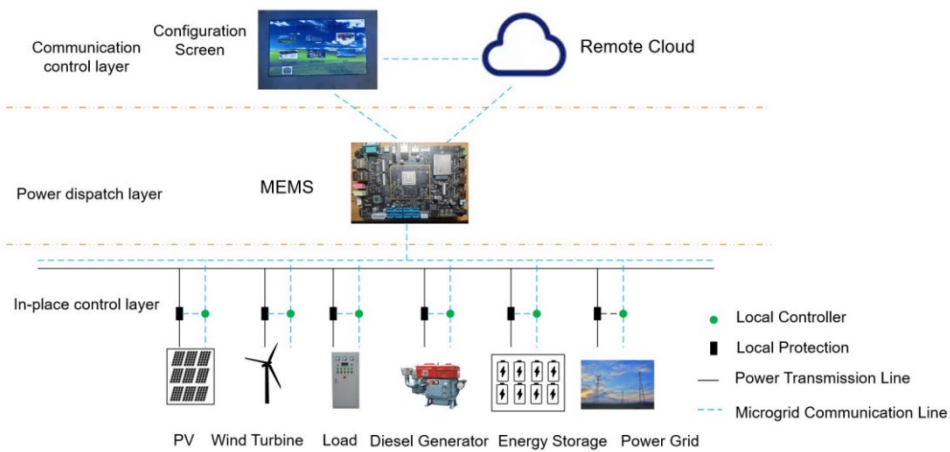 Communication
control layer
Configuration
Screen
Remote Cloud
Power dispatch layer
MEMS
In-place control layer
Local Controller
Local Protection
Power Transmission Line
Microgrid Communication Line
PV Wind Turbine Load Diesel Generator Energy Storage Power Grid